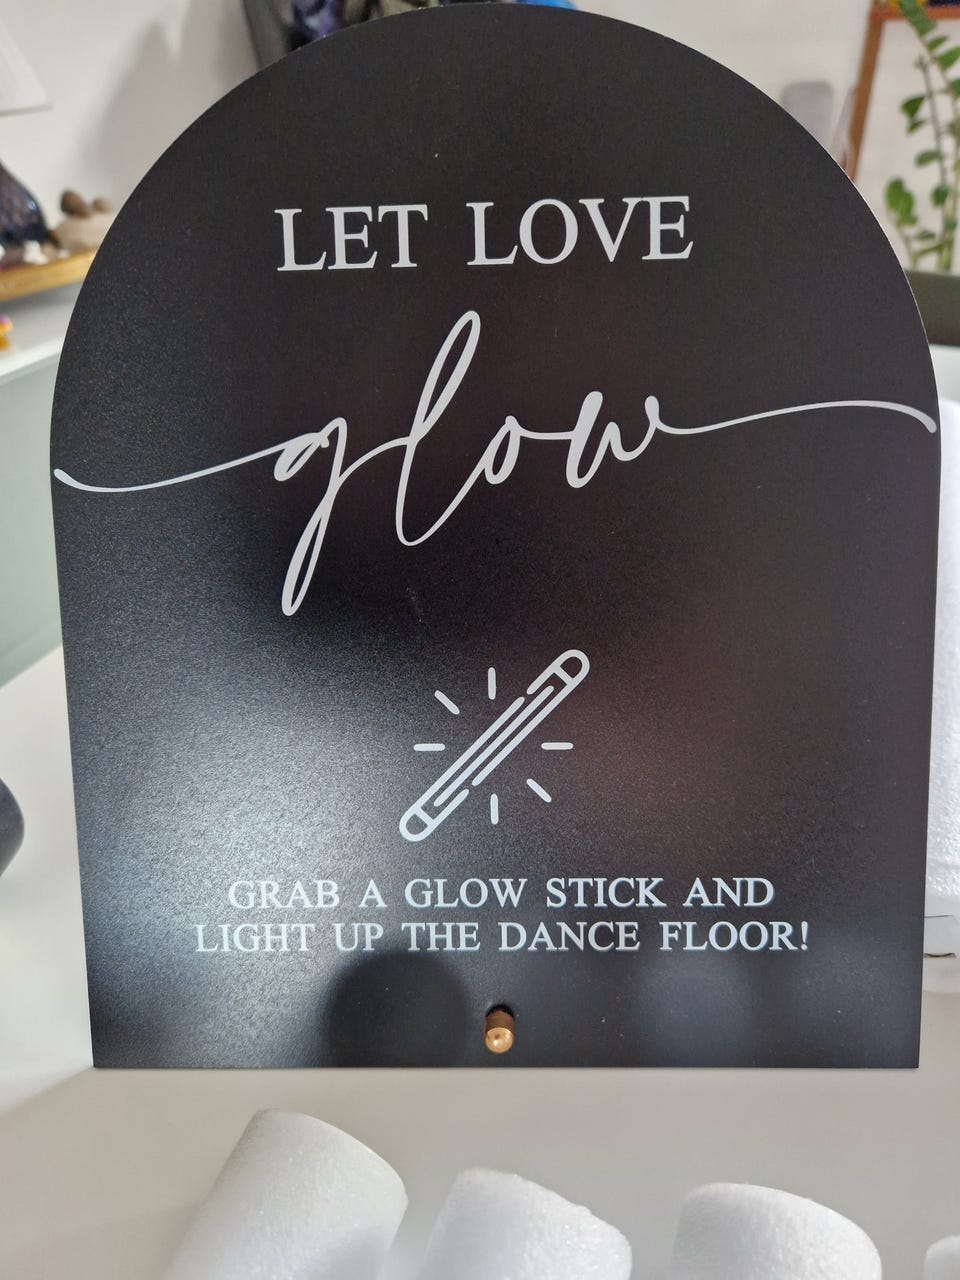 LET LOVE
glow
GRAB A GLOW STICK AND
LIGHT UP THE DANCE FLOOR!